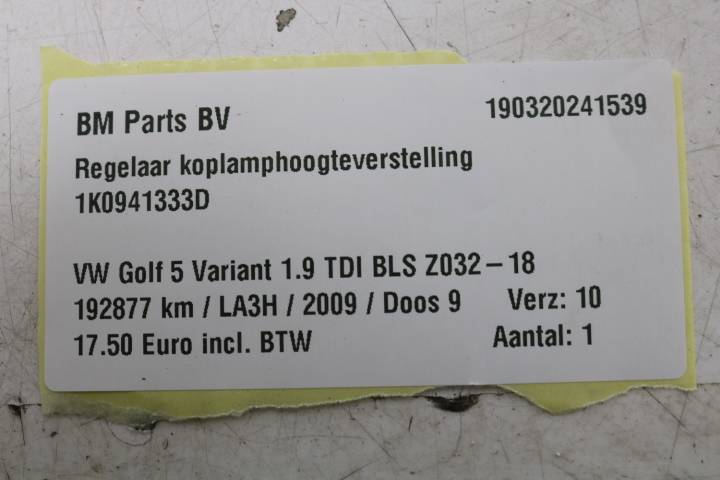 BM Parts BV 190320241539
Regelaar koplamphoogteverstelling
1K0941333D
VW Golf 5 Variant 1.9 TDI BLS Z032 – 18
192877 km / LA3H / 2009 / Doos 9 Verz: 10
17.50 Euro incl. BTW Aantal: 1